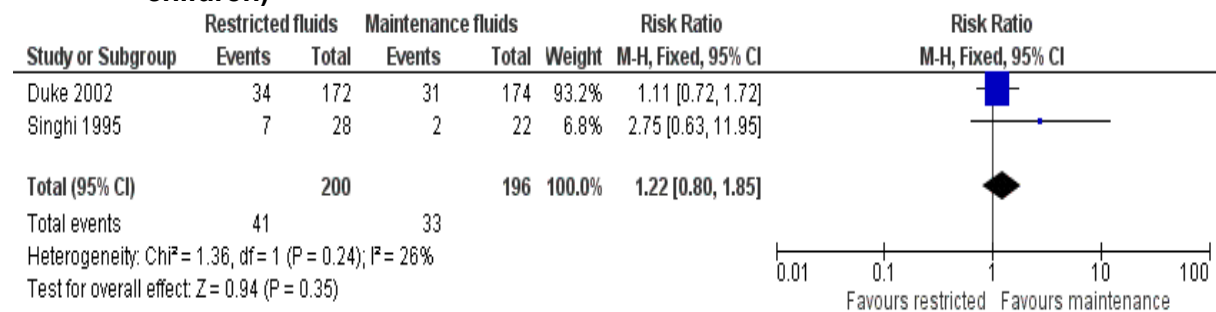 children)
Restricted fluids Maintenance fluids Risk Ratio Risk Ratio
Study or Subgroup Events Total Events Total Weight M-H, Fixed, 95% CI M-H, Fixed, 95% CI
Duke 2002 34 172 31 174 93.2% 1.11 [0.72, 1.72]
Singhi 1995 7 28 2 22 6.8% 2.75 [0.63, 11.95]
Total (95% CI) 200 196 100.0% 1.22 [0.80, 1.85]
Total events 41 33
Heterogeneity: Chi² = 1.36, df = 1 (P = 0.24); I² = 26%
Test for overall effect: Z = 0.94 (P = 0.35)
0.01 0.1 1 10 100
Favours restricted Favours maintenance